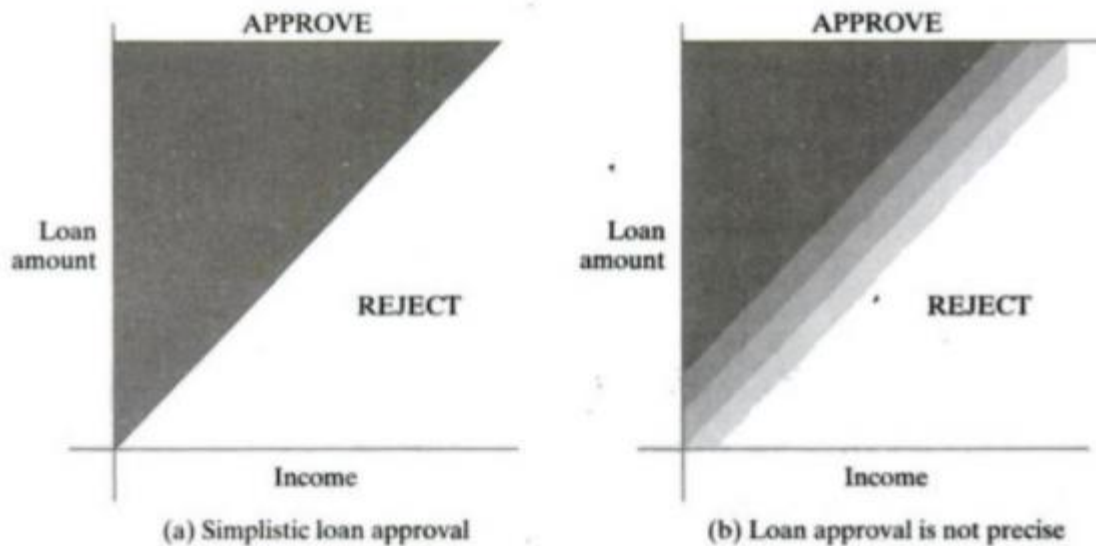 APPROVE
Loan
amount
REJECT
Income
(a) Simplistic loan approval
APPROVE
Loan
amount
REJECT
Income
(b) Loan approval is not precise